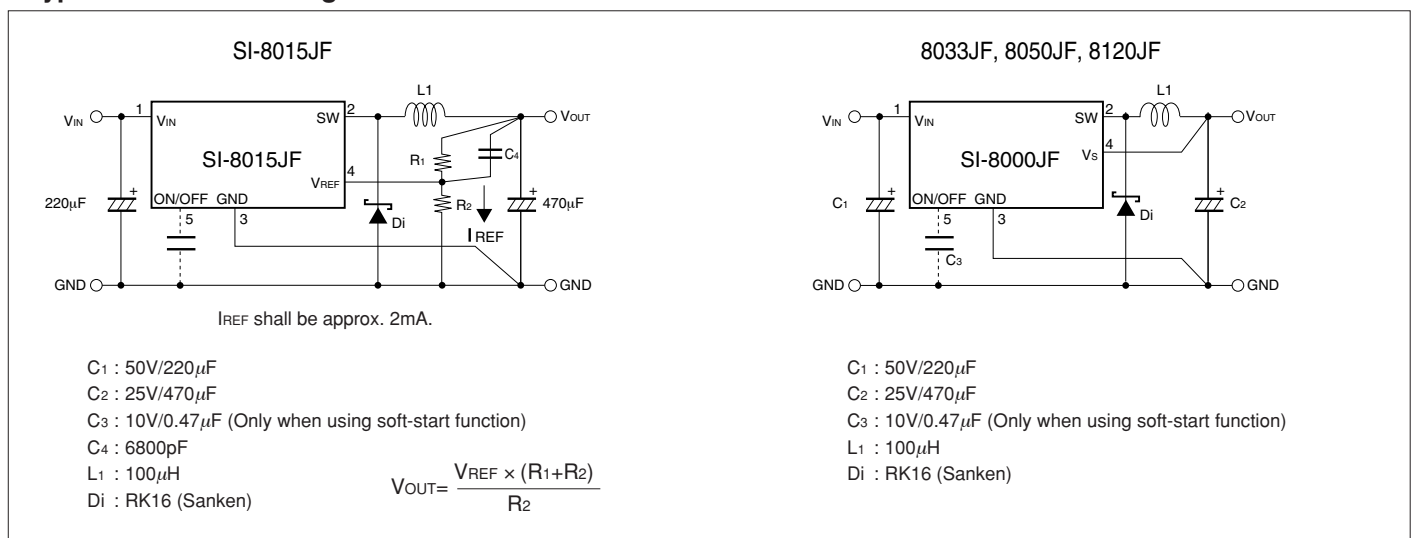 SI-8015JF
VIN
1
VIN
SW
2
L1
VOUT
SI-8015JF
R1
C4
VREF
4
220μF
+
ON/OFF GND
5
3
Di
R2
IREF
+
470μF
GND
GND
IREF shall be approx. 2mA.
C1 : 50V/220μF
C2 : 25V/470μF
C3 : 10V/0.47μF (Only when using soft-start function)
C4 : 6800pF
L1 : 100μH
Di : RK16 (Sanken)
VOUT= VREF × (R1+R2)
R2
8033JF, 8050JF, 8120JF
VIN
1
VIN
SW
2
L1
VOUT
SI-8000JF
VS
4
C1
+
ON/OFF GND
5
3
C3
Di
+
C2
GND
GND
C1 : 50V/220μF
C2 : 25V/470μF
C3 : 10V/0.47μF (Only when using soft-start function)
L1 : 100μH
Di : RK16 (Sanken)